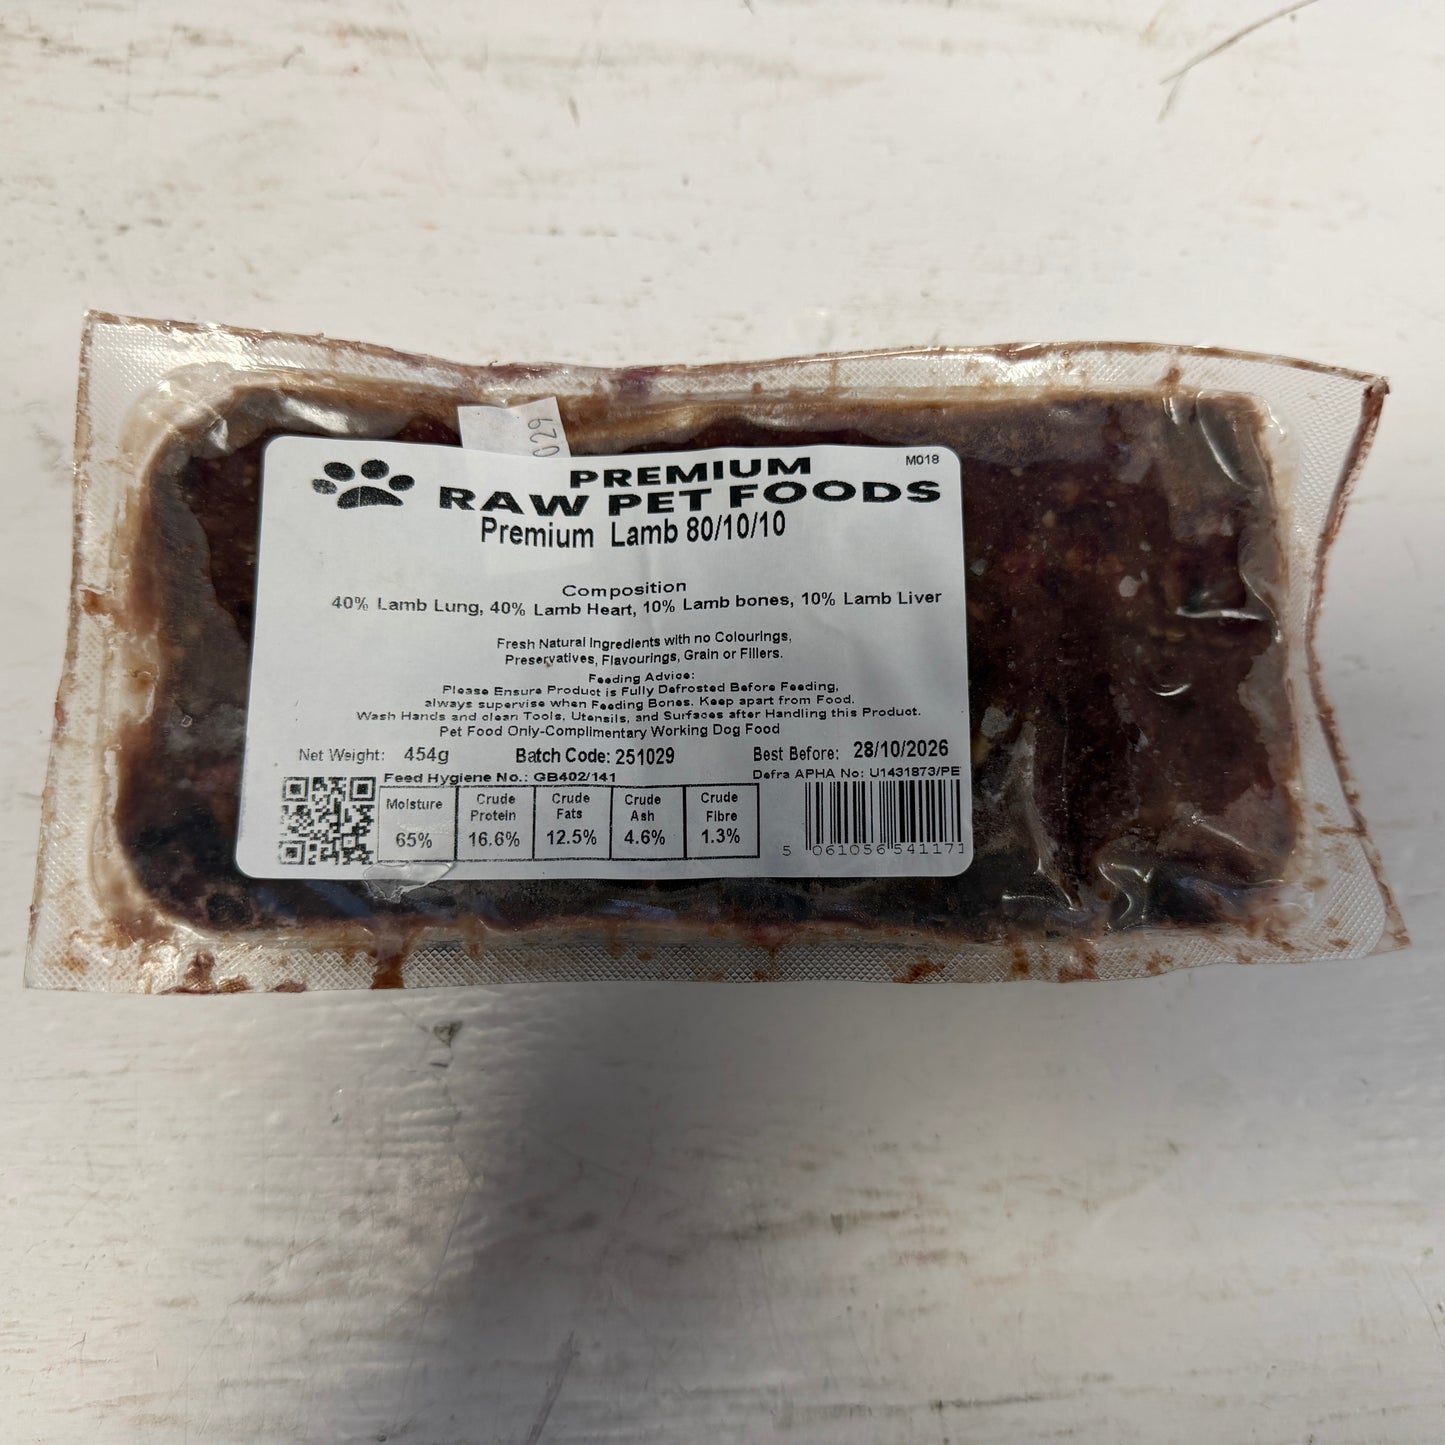 029
M018
PREMIUM
RAW PET FOODS
Premium Lamb 80/10/10
Composition
40% Lamb Lung, 40% Lamb Heart, 10% Lamb bones, 10% Lamb Liver
Fresh Natural Ingredients with no Colourings,
Preservatives, Flavourings, Grain or Fillers.
Feeding Advice:
Please Ensure Product is Fully Defrosted Before Feeding,
always supervise when Feeding Bones. Keep apart from Food.
Wash Hands and clean Tools, Utensils, and Surfaces after Handling this Product.
Pet Food Only-Complimentary Working Dog Food
Net Weight: 454g Batch Code: 251029 Best Before: 28/10/2026
Feed Hygiene No.: GB402/141 Defra APHA No: U1431873/PE
Moisture Crude Protein Crude Fats Crude Ash Crude Fibre
65% 16.6% 12.5% 4.6% 1.3%
5 061056 541171